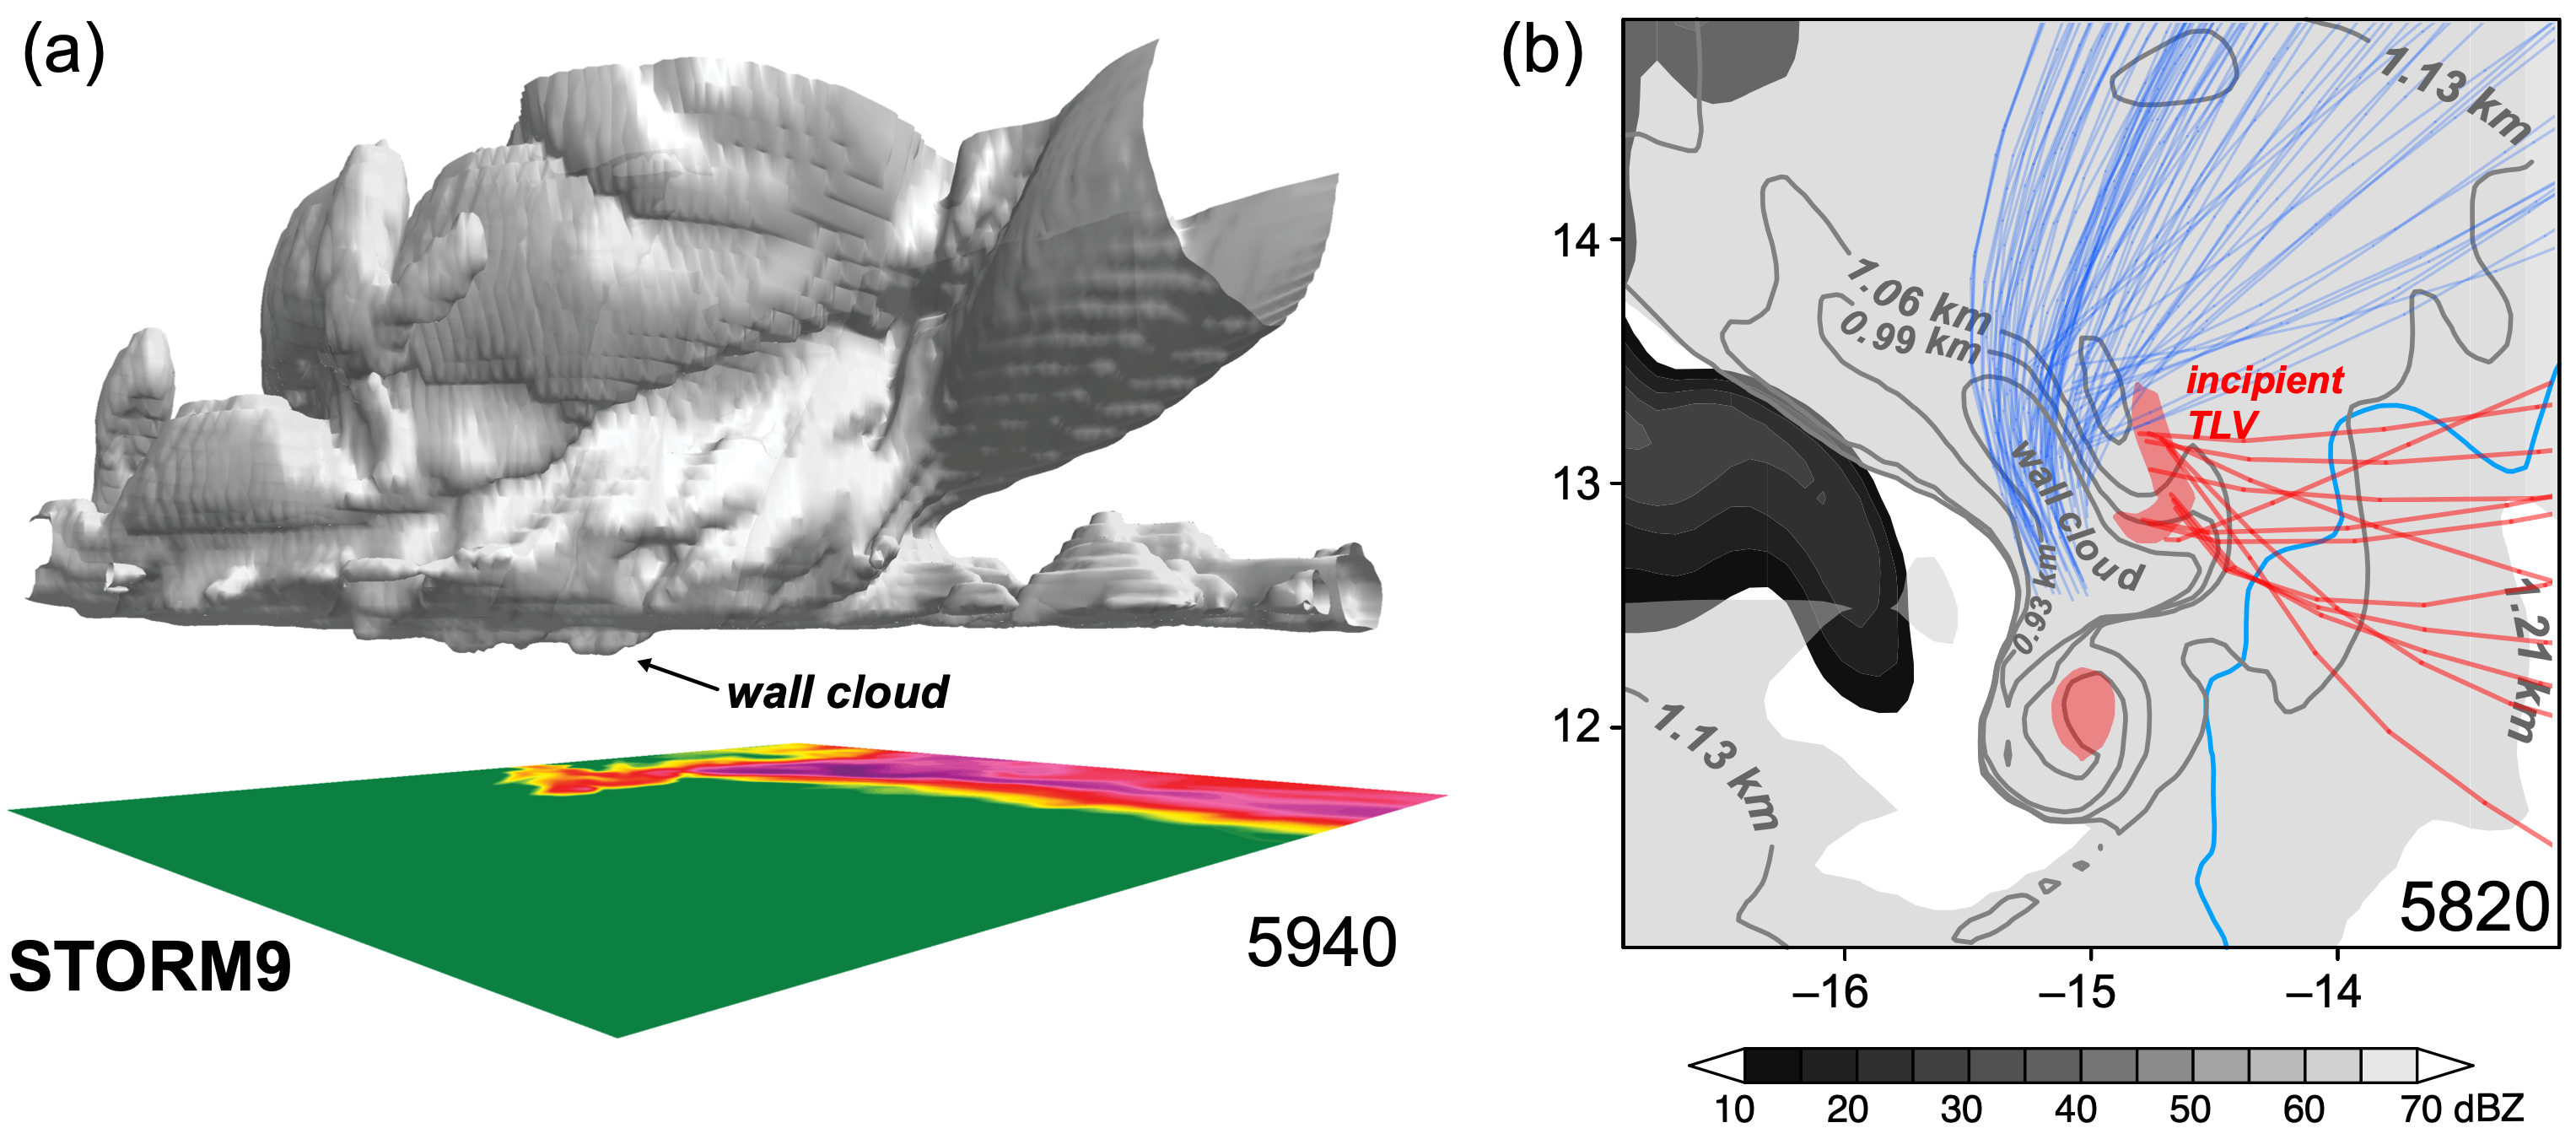 (a)
wall cloud
STORM9
5940
(b)
1.13 km
14
1.06 km
0.99 km
incipient
TLV
13
wall cloud
0.93 km
1.21 km
12
1.13 km
5820
–16
–15
–14
10
20
30
40
50
60
70 dBZ